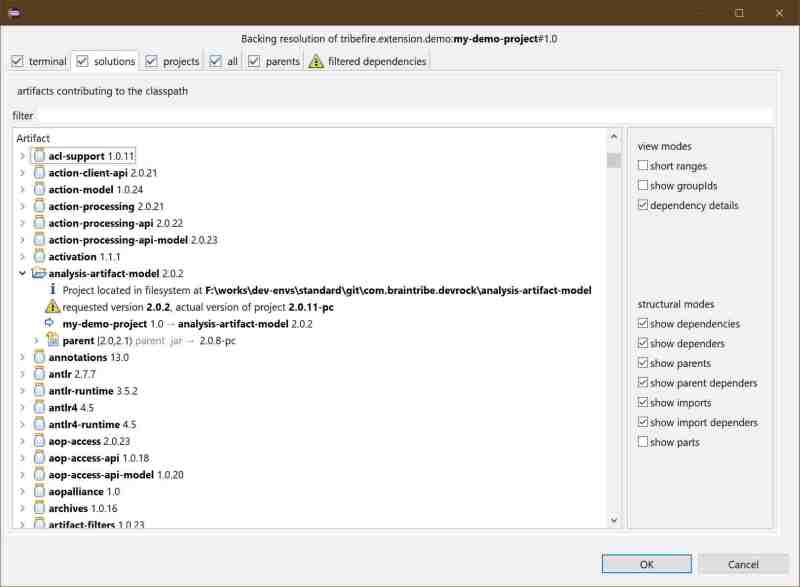 Backing resolution of tribefire.extension.demo:my-demo-project#1.0
terminal solutions projects all parents filtered dependencies
artifacts contributing to the classpath
filter
Artifact
acl-support 1.0.11
action-client-api 2.0.21
action-model 1.0.24
action-processing 2.0.21
action-processing-api 2.0.22
action-processing-api-model 2.0.23
activation 1.1.1
analysis-artifact-model 2.0.2
Project located in filesystem at F:\works\dev-envs\standard\git\com.braintribe.devrock\analysis-artifact-model
requested version 2.0.2, actual version of project 2.0.11-pc
my-demo-project 1.0 → analysis-artifact-model 2.0.2
parent [2.0,2.1) parent jar → 2.0.8-pc
annotations 13.0
antlr 2.7.7
antlr-runtime 3.5.2
antlr4 4.5
antlr4-runtime 4.5
aop-access 2.0.23
aop-access-api 1.0.18
aop-access-api-model 1.0.20
aopalliance 1.0
archives 1.0.16
artifact-filters 1.0.23
view modes
short ranges
show groupIds
dependency details
structural modes
show dependencies
show dependers
show parents
show parent dependers
show imports
show import dependers
show parts
OK Cancel